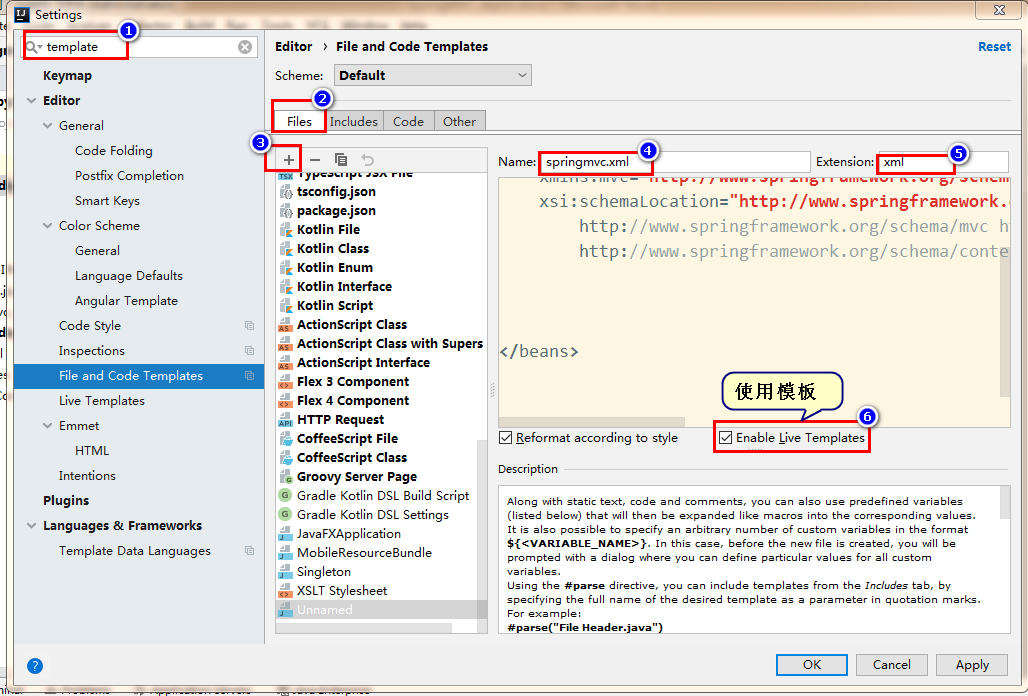 Settings
template
Keymap
Editor
General
Code Folding
Postfix Completion
Smart Keys
Color Scheme
General
Language Defaults
Angular Template
Code Style
Inspections
File and Code Templates
Live Templates
Emmet
HTML
Intentions
Plugins
Languages & Frameworks
Template Data Languages
1
Editor › File and Code Templates
Reset
Scheme: Default
2
Files Includes Code Other
3
TypeScript JSX File
tsconfig.json
package.json
Kotlin File
Kotlin Class
Kotlin Enum
Kotlin Interface
Kotlin Script
ActionScript Class
ActionScript Class with Supers
ActionScript Interface
Flex 3 Component
Flex 4 Component
HTTP Request
CoffeeScript File
CoffeeScript Class
Groovy Server Page
Gradle Kotlin DSL Build Script
Gradle Kotlin DSL Settings
JavaFXApplication
MobileResourceBundle
Singleton
XSLT Stylesheet
Unnamed
4
5
Name: springmvc.xml Extension: xml
xmlns:mvc="http://www.springframework.org/schem
xsi:schemaLocation="http://www.springframework.
http://www.springframework.org/schema/mvc h
http://www.springframework.org/schema/conte
</beans>
使用模板
6
Reformat according to style Enable Live Templates
Description
Along with static text, code and comments, you can also use predefined variables
(listed below) that will then be expanded like macros into the corresponding values.
It is also possible to specify an arbitrary number of custom variables in the format
${<VARIABLE_NAME>}. In this case, before the new file is created, you will be
prompted with a dialog where you can define particular values for all custom
variables.
Using the #parse directive, you can include templates from the Includes tab, by
specifying the full name of the desired template as a parameter in quotation marks.
For example:
#parse("File Header.java")
?
OK Cancel Apply